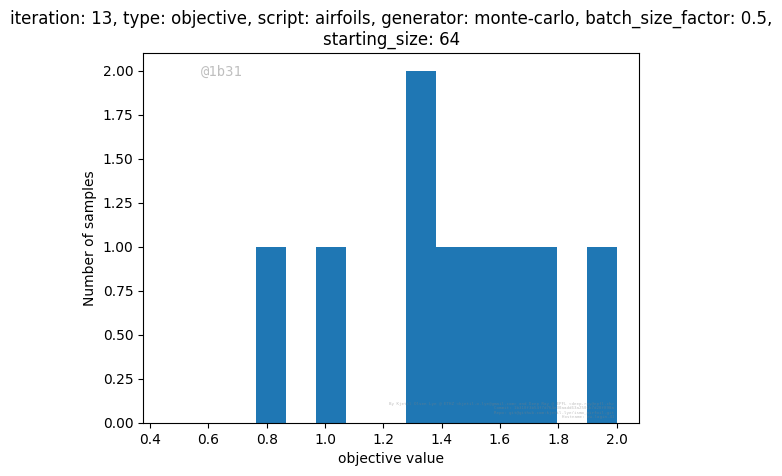 iteration: 13, type: objective, script: airfoils, generator: monte-carlo, batch_size_factor: 0.5,
starting_size: 64
@1b31
2.00
1.75
1.50
1.25
1.00
0.75
0.50
0.25
0.00
Number of samples
0.4 0.6 0.8 1.0 1.2 1.4 1.6 1.8 2.0
objective value